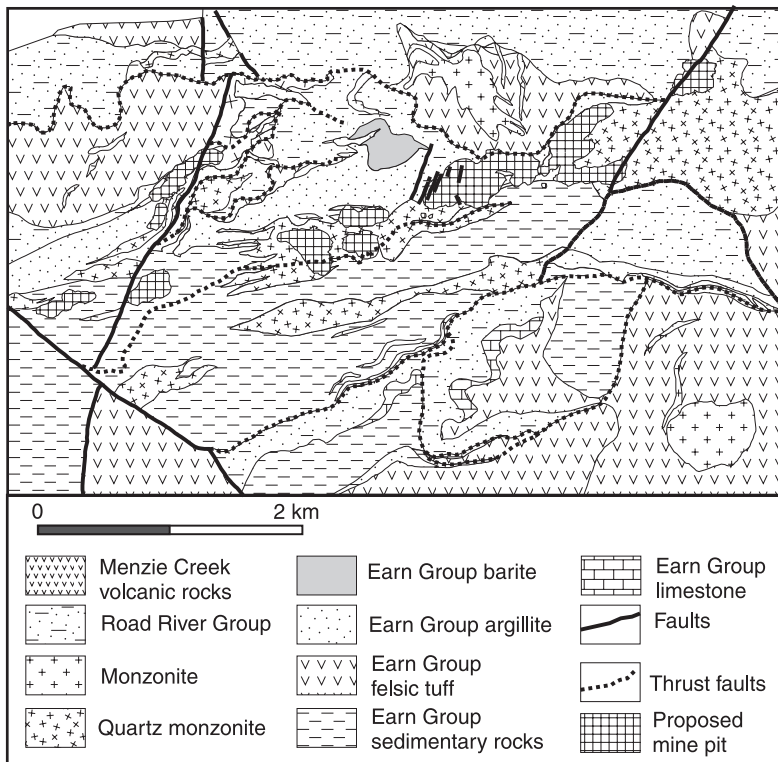 0
2 km
Menzie Creek
volcanic rocks
Road River Group
Monzonite
Quartz monzonite
Earn Group barite
Earn Group argillite
Earn Group
felsic tuff
Earn Group
sedimentary rocks
Earn Group
limestone
Faults
Thrust faults
Proposed
mine pit